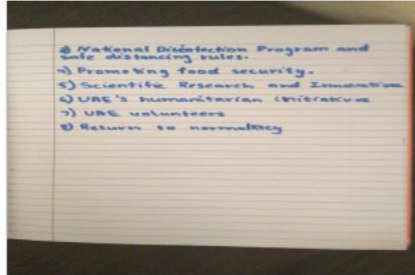 3) National Disinfection Program and
safe distancing rules.
4) Promoting food security.
5) Scientific Research and Innovation
6) UAE's humanitarian initiatives
7) UAE volunteers
8) Return to normalcy